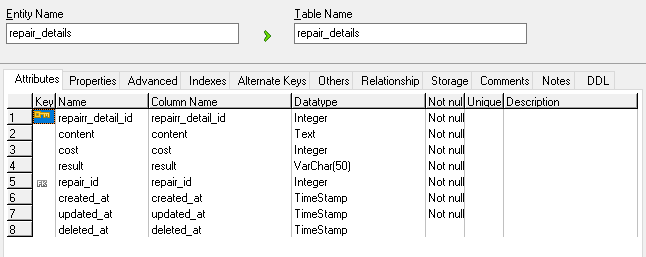 Entity Name Table Name
repair_details repair_details
Attributes Properties Advanced Indexes Alternate Keys Others Relationship Storage Comments Notes DDL
Key Name Column Name Datatype Not nul Unique Description
1 repairr_detail_id repairr_detail_id Integer Not null
2 content content Text Not null
3 cost cost Integer Not null
4 result result VarChar(50) Not null
5 FK repair_id repair_id Integer Not null
6 created_at created_at TimeStamp Not null
7 updated_at updated_at TimeStamp Not null
8 deleted_at deleted_at TimeStamp